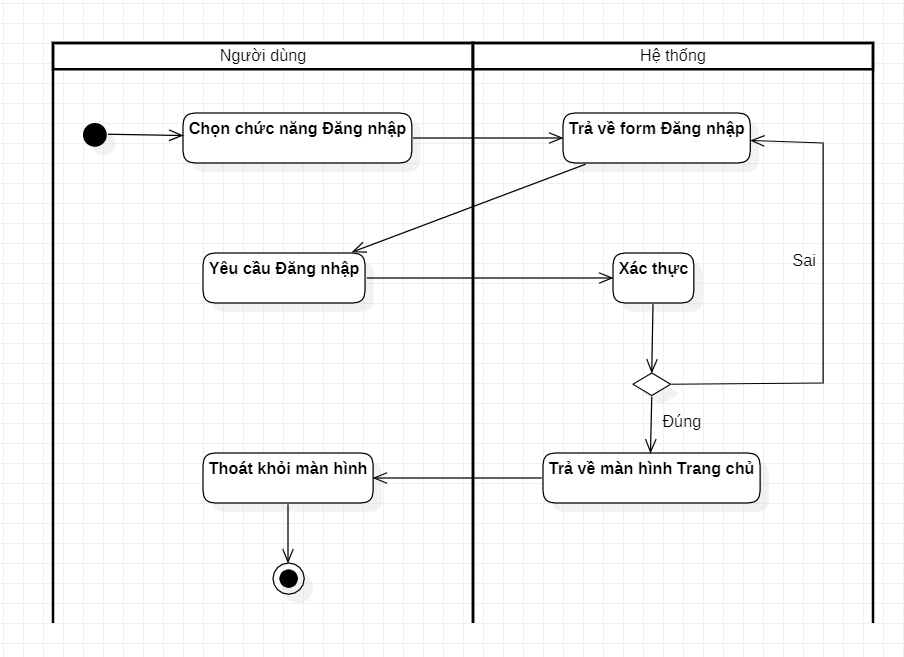 Người dùng
Hệ thống
Chọn chức năng Đăng nhập
Trả về form Đăng nhập
Yêu cầu Đăng nhập
Xác thực
Sai
Đúng
Thoát khỏi màn hình
Trả về màn hình Trang chủ